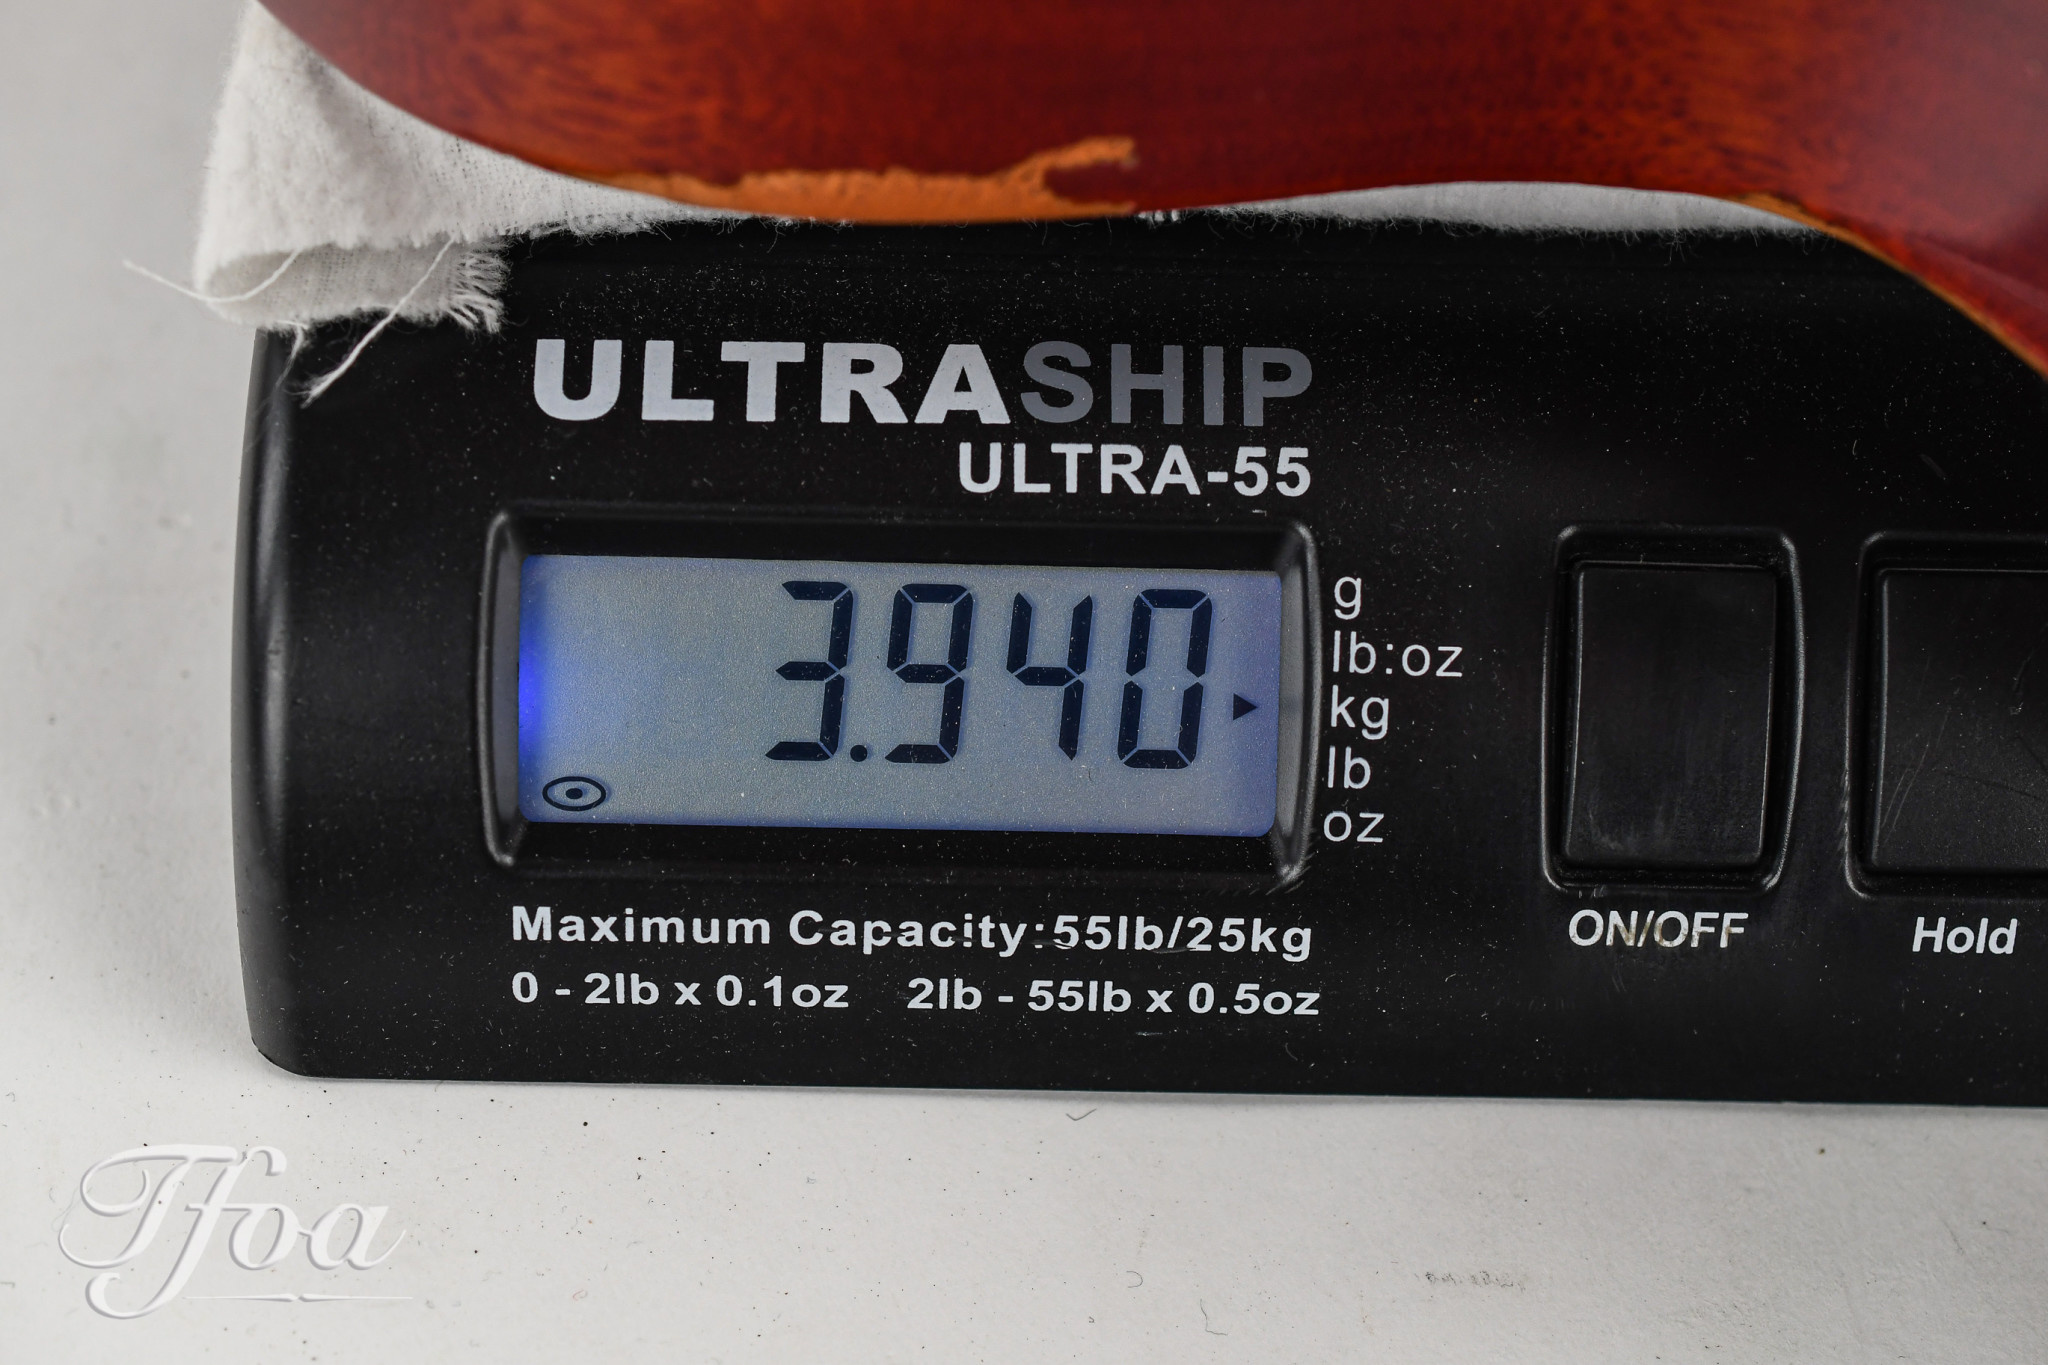 ULTRASHIP
ULTRA-55
3.940
g
lb:oz
kg
lb
oz
Maximum Capacity:55lb/25kg
0 - 2lb x 0.1oz 2lb - 55lb x 0.5oz
ON/OFF
Hold
Tfoa